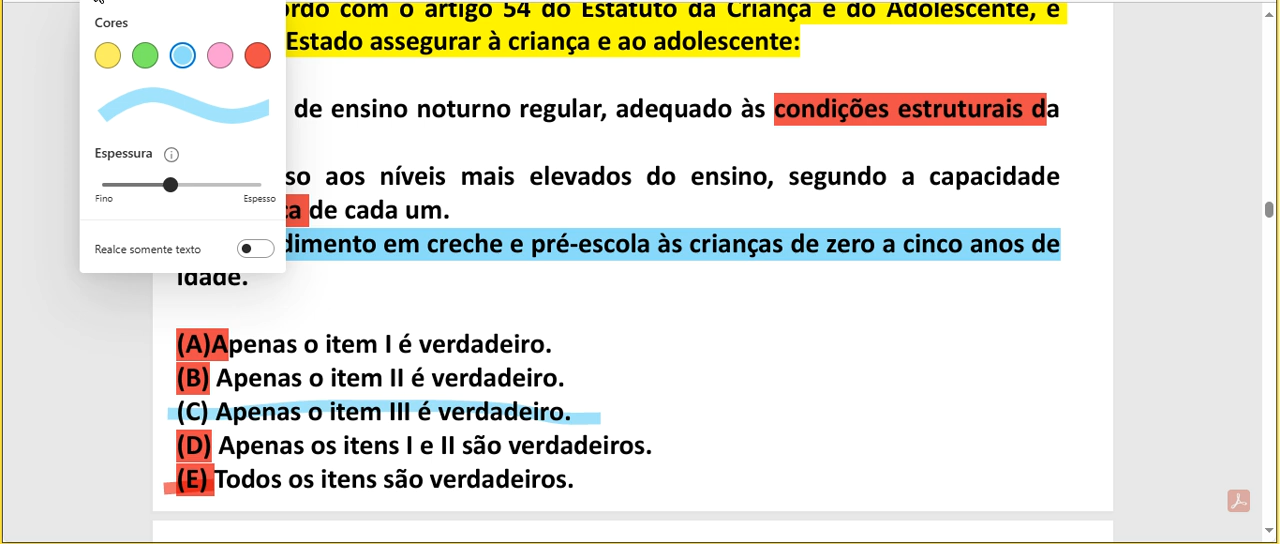 Cores
ordo com o artigo 54 do Estatuto da Criança e do Adolescente, é
Estado assegurar à criança e ao adolescente:
de ensino noturno regular, adequado às condições estruturais da
Espessura
Fino Espesso
so aos níveis mais elevados do ensino, segundo a capacidade
ca de cada um.
Realce somente texto
dimento em creche e pré-escola às crianças de zero a cinco anos de
idade.
(A)Apenas o item I é verdadeiro.
(B) Apenas o item II é verdadeiro.
(C) Apenas o item III é verdadeiro.
(D) Apenas os itens I e II são verdadeiros.
(E) Todos os itens são verdadeiros.